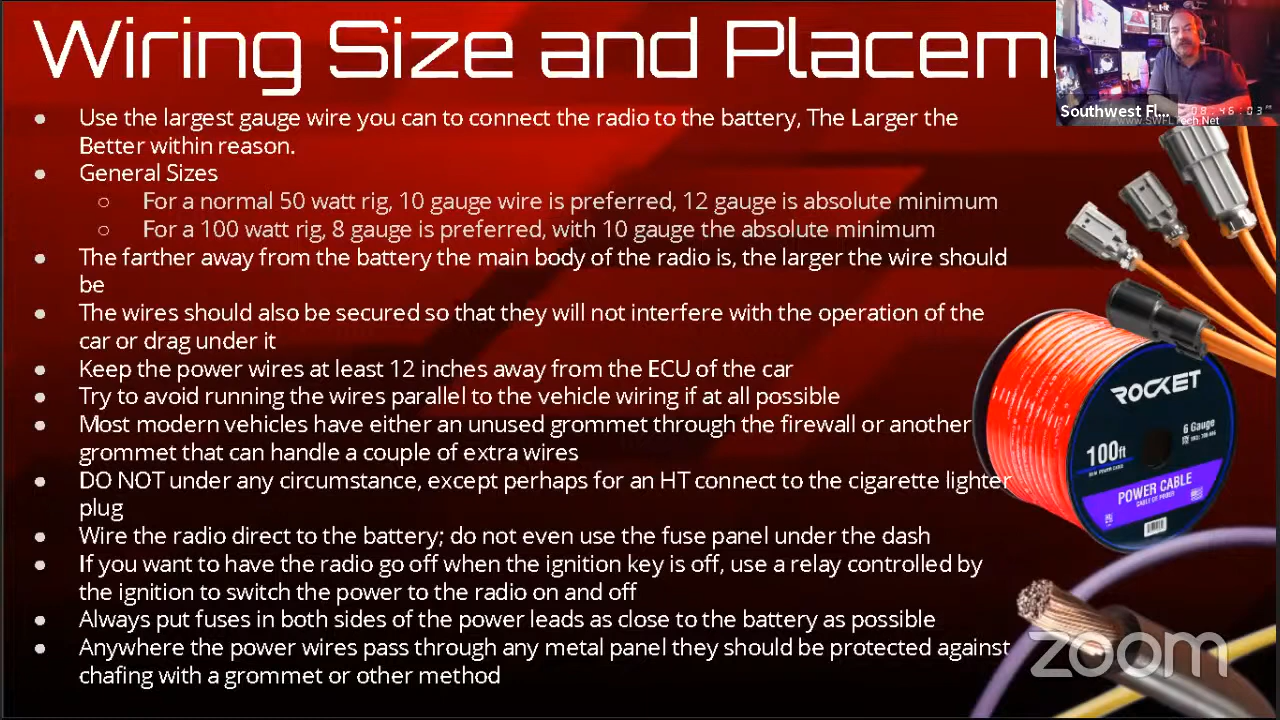 Wiring Size and Placem
Southwest Fl...
08:46:03 PM
www.SWFLTech.Net
● Use the largest gauge wire you can to connect the radio to the battery, The Larger the
Better within reason.
● General Sizes
○ For a normal 50 watt rig, 10 gauge wire is preferred, 12 gauge is absolute minimum
○ For a 100 watt rig, 8 gauge is preferred, with 10 gauge the absolute minimum
● The farther away from the battery the main body of the radio is, the larger the wire should
be
● The wires should also be secured so that they will not interfere with the operation of the
car or drag under it
● Keep the power wires at least 12 inches away from the ECU of the car
● Try to avoid running the wires parallel to the vehicle wiring if at all possible
● Most modern vehicles have either an unused grommet through the firewall or another
grommet that can handle a couple of extra wires
● DO NOT under any circumstance, except perhaps for an HT connect to the cigarette lighter
plug
● Wire the radio direct to the battery; do not even use the fuse panel under the dash
● If you want to have the radio go off when the ignition key is off, use a relay controlled by
the ignition to switch the power to the radio on and off
● Always put fuses in both sides of the power leads as close to the battery as possible
● Anywhere the power wires pass through any metal panel they should be protected against
chafing with a grommet or other method
ROCKET
6 Gauge
100ft
POWER CABLE
zoom